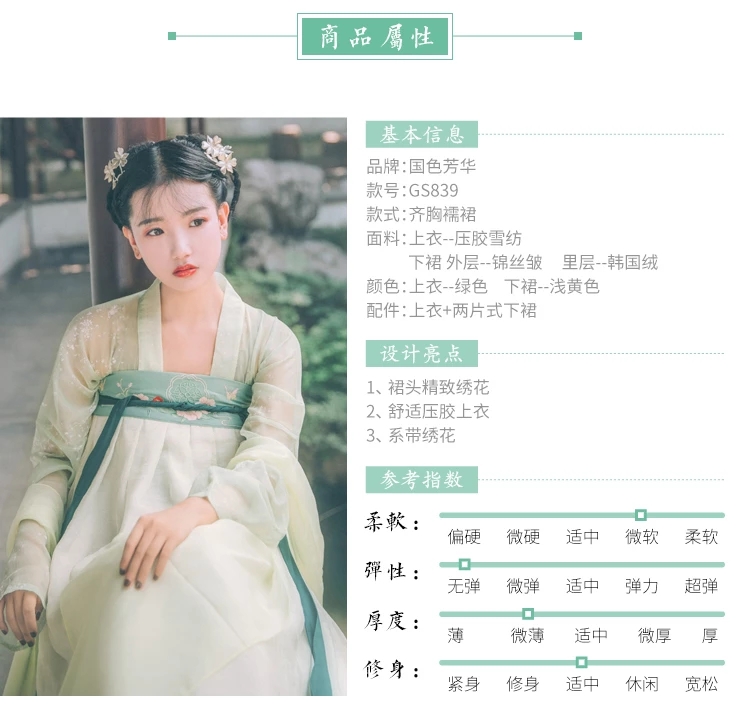 商品屬性
基本信息
品牌:国色芳华
款号:GS839
款式:齐胸襦裙
面料:上衣--压胶雪纺
下裙 外层--锦丝皱 里层--韩国绒
颜色:上衣--绿色 下裙--浅黄色
配件:上衣+两片式下裙
设计亮点
1、裙头精致绣花
2、舒适压胶上衣
3、系带绣花
参考指数
柔軟:
偏硬 微硬 适中 微软 柔软
彈性:
无弹 微弹 适中 弹力 超弹
厚度:
薄 微薄 适中 微厚 厚
修身:
紧身 修身 适中 休闲 宽松